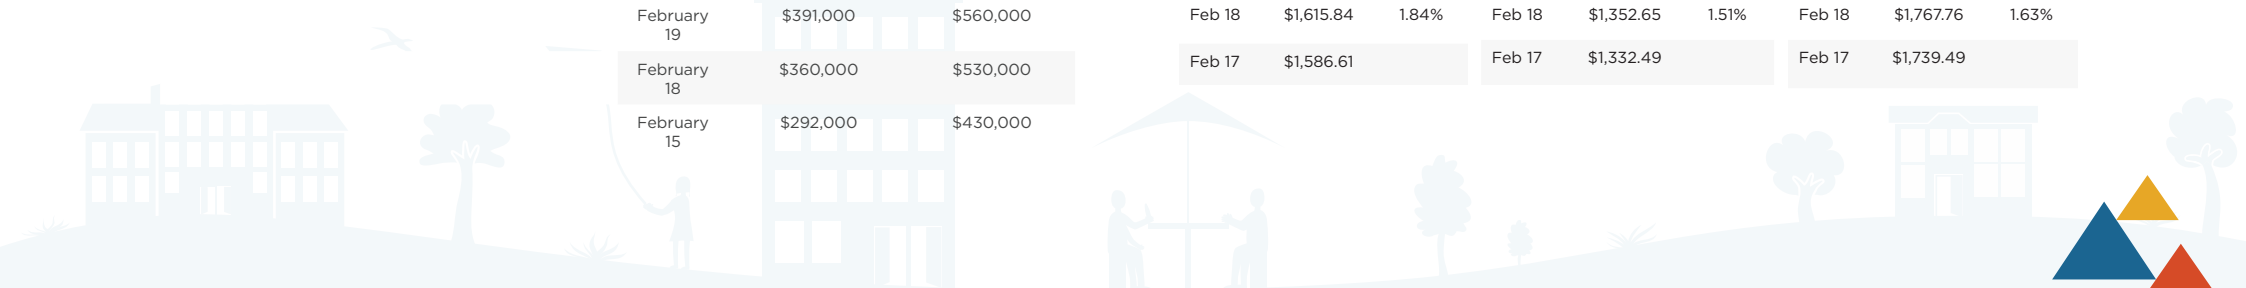 February $391,000 $560,000
19
February $360,000 $530,000
18
February $292,000 $430,000
15
Feb 18 $1,615.84 1.84%
Feb 17 $1,586.61
Feb 18 $1,352.65 1.51%
Feb 17 $1,332.49
Feb 18 $1,767.76 1.63%
Feb 17 $1,739.49